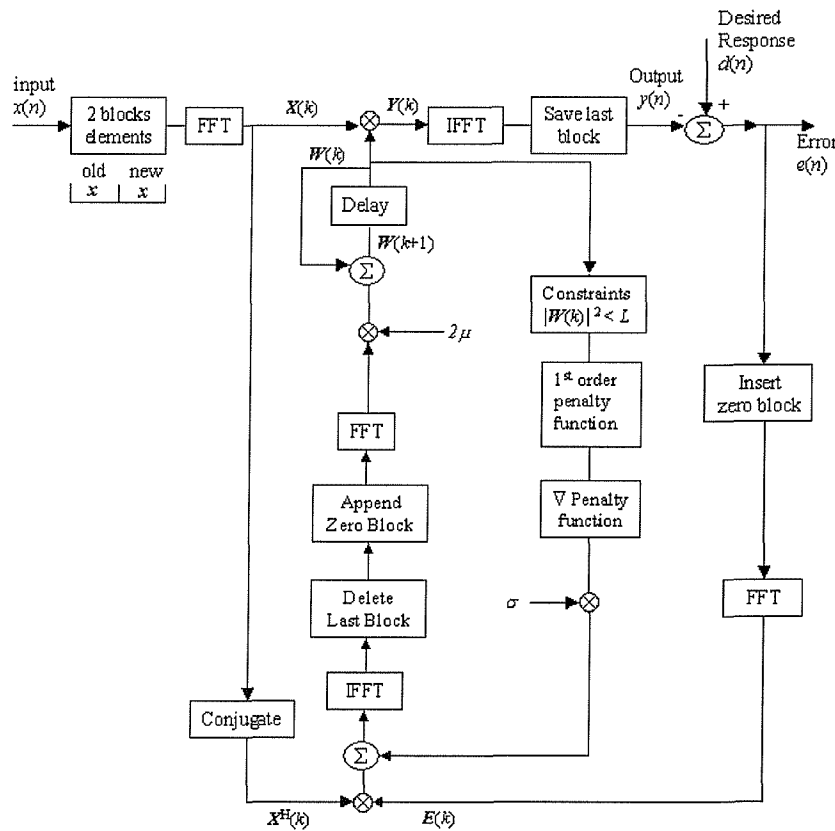 Desired
Response
d(n)
input
x(n)
2 blocks
elements
FFT
X(k)
⊗
Y(k)
IFFT
Save last
block
Output
y(n)
-
+
Σ
Error
e(n)
old new
x x
W(k)
Delay
W(k+1)
Σ
Constraints
|W(k)|² < L
⊗
2μ
1st order
penalty
function
Insert
zero block
FFT
Append
Zero Block
∇ Penalty
function
Delete
Last Block
σ
⊗
FFT
IFFT
Conjugate
Σ
⊗
Xᴴ(k)
E(k)